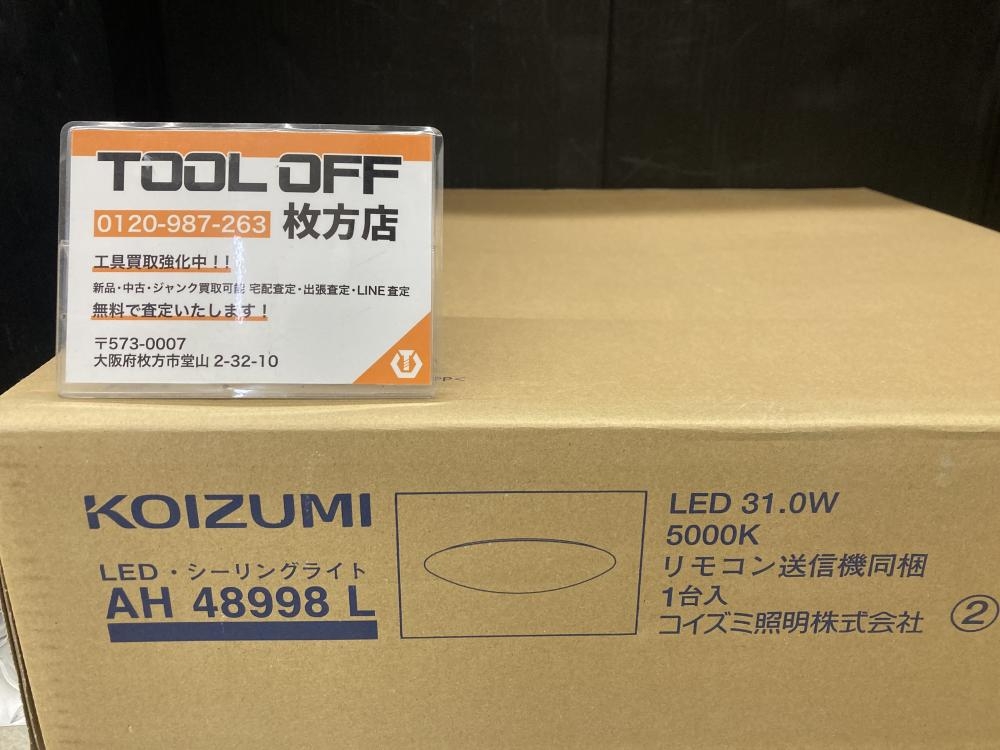 TOOL OFF
0120-987-263 枚方店
工具買取強化中！！
新品・中古・ジャンク買取可能 宅配査定・出張査定・LINE査定
無料で査定いたします！
〒573-0007
大阪府枚方市堂山 2-32-10
KOIZUMI
LED・シーリングライト
AH 48998 L
LED 31.0W
5000K
リモコン送信機同梱
1台入
コイズミ照明株式会社
②